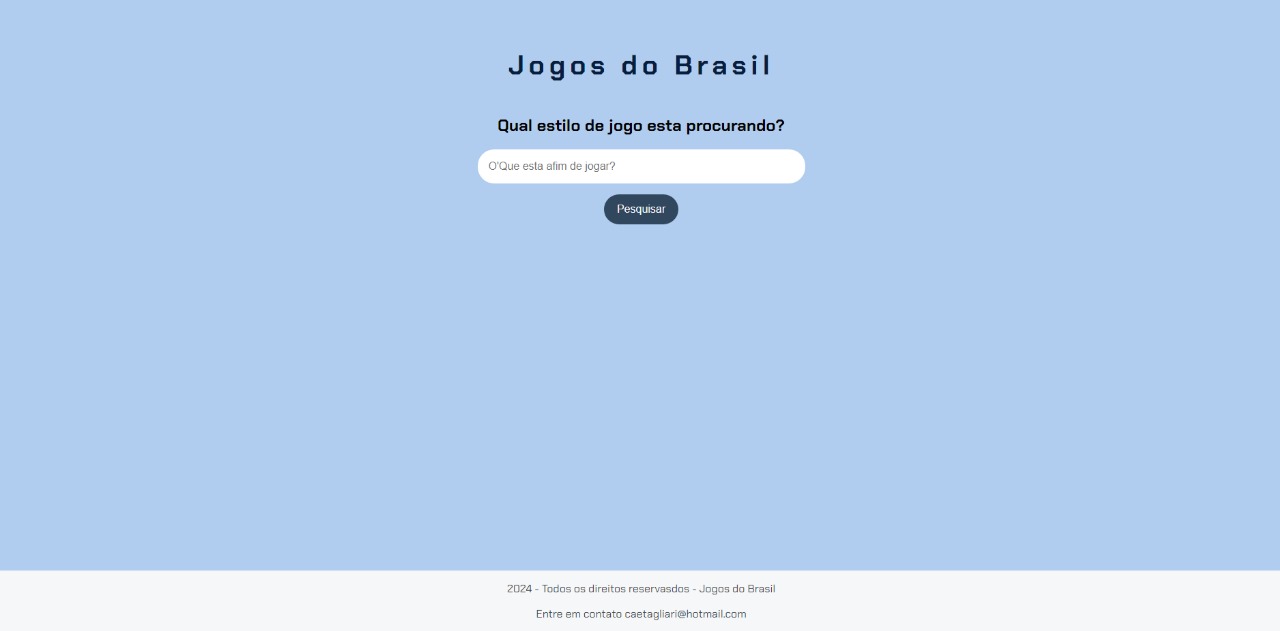 Jogos do Brasil
Qual estilo de jogo esta procurando?
O'Que esta afim de jogar?
Pesquisar
2024 - Todos os direitos reservasdos - Jogos do Brasil
Entre em contato caetagliari@hotmail.com